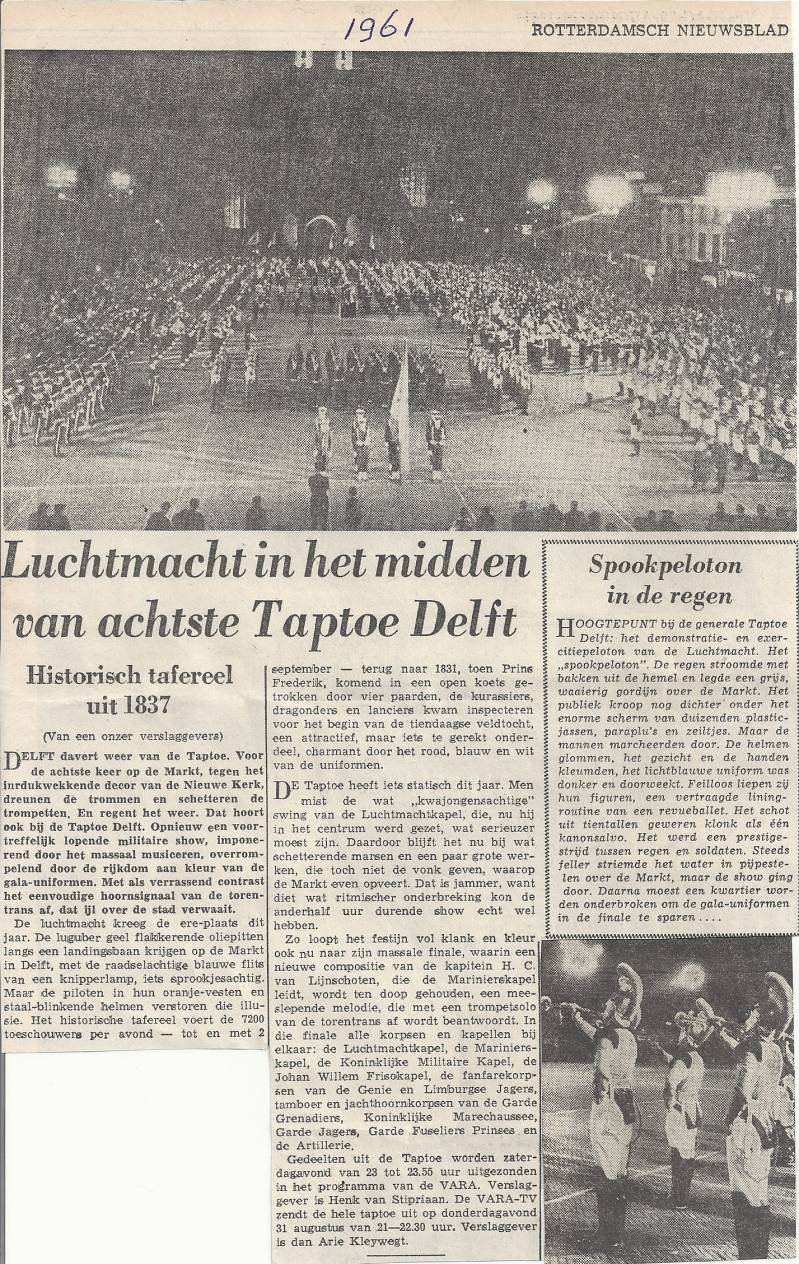 1961
ROTTERDAMSCH NIEUWSBLAD
Luchtmacht in het midden
van achtste Taptoe Delft
Historisch tafereel
uit 1837
(Van een onzer verslaggevers)
DELFT davert weer van de Taptoe. Voor
de achtste keer op de Markt, tegen het
inrdukwekkende decor van de Nieuwe Kerk,
dreunen de trommen en schetteren de
trompetten. En regent het weer. Dat hoort
ook bij de Taptoe Delft. Opnieuw een voor-
treffelijk lopende militaire show, impone-
rend door het massaal musiceren, overrom-
pelend door de rijkdom aan kleur van de
gala-uniformen. Met als verrassend contrast
het eenvoudige hoornsignaal van de toren-
trans af, dat ijl over de stad verwaait.
De luchtmacht kreeg de ere-plaats dit
jaar. De luguber geel flakkerende oliepitten
langs een landingsbaan krijgen op de Markt
in Delft, met de raadselachtige blauwe flits
van een knipperlamp, iets sprookjesachtig.
Maar de piloten in hun oranje-vesten en
staal-blinkende helmen verstoren die illu-
sie. Het historische tafereel voert de 7200
toeschouwers per avond — tot en met 2
september — terug naar 1831, toen Prins
Frederik, komend in een open koets ge-
trokken door vier paarden, de kurassiers,
dragonders en lanciers kwam inspecteren
voor het begin van de tiendaagse veldtocht,
een attractief, maar iets te gerekt onder-
deel, charmant door het rood, blauw en wit
van de uniformen.
DE Taptoe heeft iets statisch dit jaar. Men
mist de wat „kwajongensachtige"
swing van de Luchtmachtkapel, die, nu hij
in het centrum werd gezet, wat serieuzer
moest zijn. Daardoor blijft het nu bij wat
schetterende marsen en een paar grote wer-
ken, die toch niet de vonk geven, waarop
de Markt even opveert. Dat is jammer, want
diet wat ritmischer onderbreking kon de
anderhalf uur durende show echt wel
hebben.
Zo loopt het festijn vol klank en kleur
ook nu naar zijn massale finale, waarin een
nieuwe compositie van de kapitein H. C.
van Lijnschoten, die de Marinierskapel
leidt, wordt ten doop gehouden, een mee-
slepende melodie, die met een trompetsolo
van de torentrans af wordt beantwoord. In
die finale alle korpsen en kapellen bij
elkaar: de Luchtmachtkapel, de Mariniers-
kapel, de Koninklijke Militaire Kapel, de
Johan Willem Frisokapel, de fanfarekorp-
sen van de Genie en Limburgse Jagers,
tamboer en jachthoornkorpsen van de Garde
Grenadiers, Koninklijke Marechaussee,
Garde Jagers, Garde Fuseliers Prinses en
de Artillerie.
Gedeelten uit de Taptoe worden zater-
dagavond van 23 tot 23.55 uur uitgezonden
in het programma van de VARA. Verslag-
gever is Henk van Stipriaan. De VARA-TV
zendt de hele taptoe uit op donderdagavond
31 augustus van 21—22.30 uur. Verslaggever
is dan Arie Kleywegt.
Spookpeloton
in de regen
HOOGTEPUNT bij de generale Taptoe
Delft: het demonstratie- en exer-
citiepeloton van de Luchtmacht. Het
„spookpeloton". De regen stroomde met
bakken uit de hemel en legde een grijs,
waaierig gordijn over de Markt. Het
publiek kroop nog dichter onder het
enorme scherm van duizenden plastic-
jassen, paraplu's en zeiltjes. Maar de
mannen marcheerden door. De helmen
glommen, het gezicht en de handen
kleumden, het lichtblauwe uniform was
donker en doorweekt. Feilloos liepen zij
hun figuren, een vertraagde lining-
routine van een revueballet. Het schot
uit tientallen geweren klonk als één
kanonsalvo. Het werd een prestige-
strijd tussen regen en soldaten. Steeds
feller striemde het water in pijpeste-
len over de Markt, maar de show ging
door. Daarna moest een kwartier wor-
den onderbroken om de gala-uniformen
in de finale te sparen . . . .